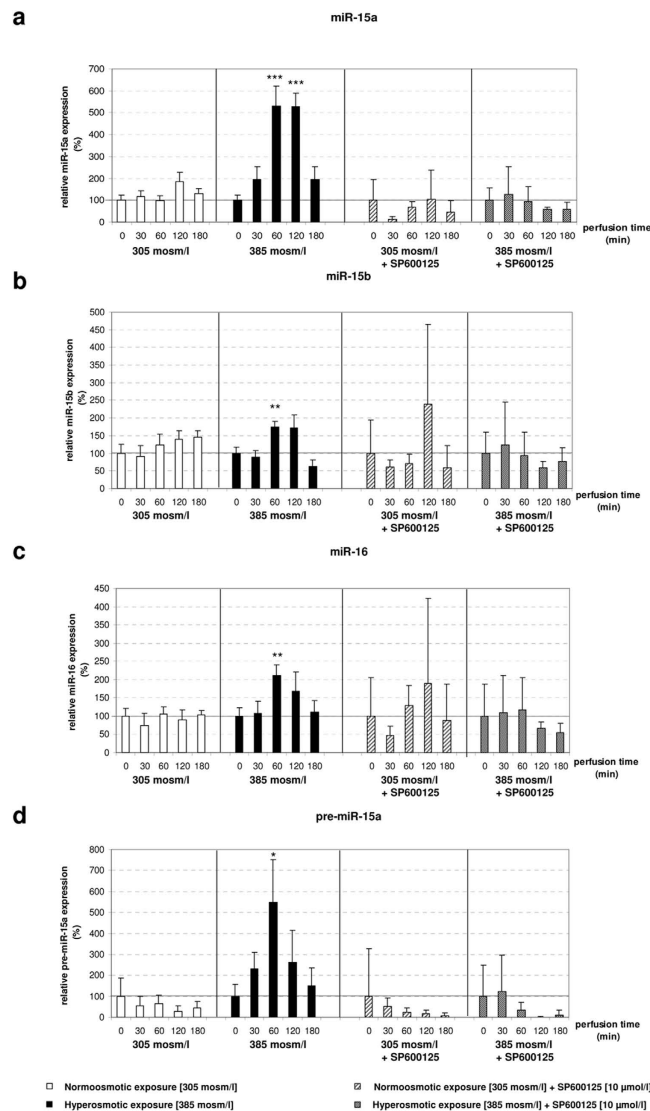 a
miR-15a
relative miR-15a expression
(%)
700
600
500
400
300
200
100
0
*** ***
0 30 60 120 180 0 30 60 120 180 0 30 60 120 180 0 30 60 120 180 perfusion time
(min)
305 mosm/l 385 mosm/l 305 mosm/l 385 mosm/l
+ SP600125 + SP600125
b
miR-15b
relative miR-15b expression
(%)
500
450
400
350
300
250
200
150
100
50
0
**
0 30 60 120 180 0 30 60 120 180 0 30 60 120 180 0 30 60 120 180 perfusion time
(min)
305 mosm/l 385 mosm/l 305 mosm/l 385 mosm/l
+ SP600125 + SP600125
c
miR-16
relative miR-16 expression
(%)
450
400
350
300
250
200
150
100
50
0
**
0 30 60 120 180 0 30 60 120 180 0 30 60 120 180 0 30 60 120 180 perfusion time
(min)
305 mosm/l 385 mosm/l 305 mosm/l 385 mosm/l
+ SP600125 + SP600125
d
pre-miR-15a
relative pre-miR-15a expression
(%)
800
700
600
500
400
300
200
100
0
*
0 30 60 120 180 0 30 60 120 180 0 30 60 120 180 0 30 60 120 180 perfusion time
(min)
305 mosm/l 385 mosm/l 305 mosm/l 385 mosm/l
+ SP600125 + SP600125
Normoosmotic exposure [305 mosm/l] Normoosmotic exposure [305 mosm/l] + SP600125 [10 µmol/l]
Hyperosmotic exposure [385 mosm/l] Hyperosmotic exposure [385 mosm/l] + SP600125 [10 µmol/l]